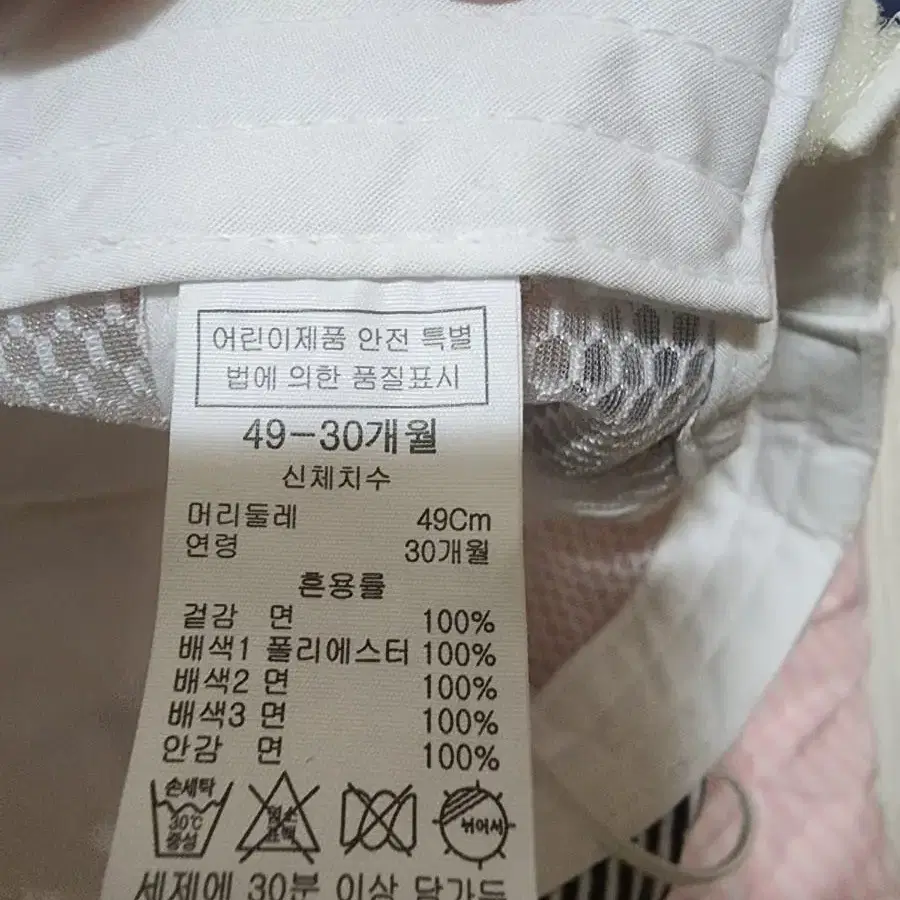 어린이제품 안전 특별
법에 의한 품질표시
49-30개월
신체치수
머리둘레 49Cm
연령 30개월
혼용률
겉감 면 100%
배색1 폴리에스터 100%
배색2 면 100%
배색3 면 100%
안감 면 100%
손세탁
30℃
중성
염소
표백
뉘어서
세제에 30분 이상 담가두